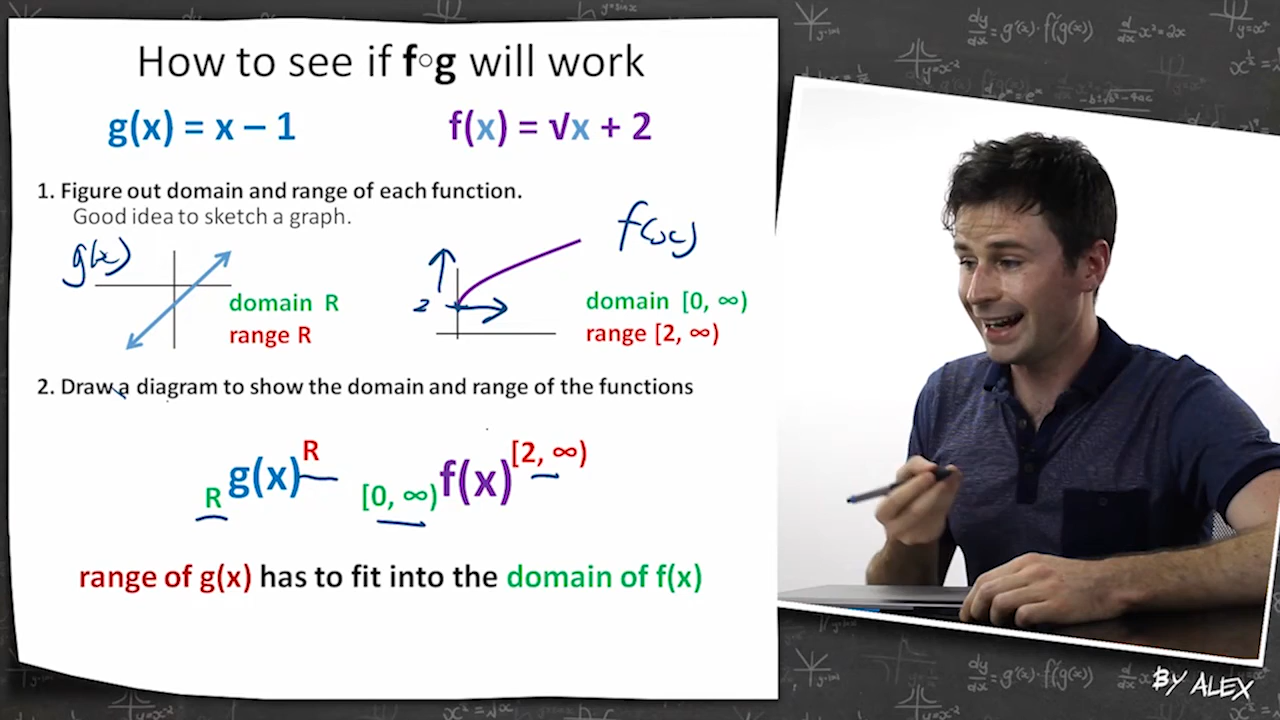 How to see if f◦g will work
g(x) = x – 1
f(x) = √x + 2
1. Figure out domain and range of each function.
Good idea to sketch a graph.
g(x)
domain R
range R
f(x)
2
domain [0, ∞)
range [2, ∞)
2. Draw a diagram to show the domain and range of the functions
R g(x) R
[0, ∞) f(x) [2, ∞)
range of g(x) has to fit into the domain of f(x)
BY ALEX